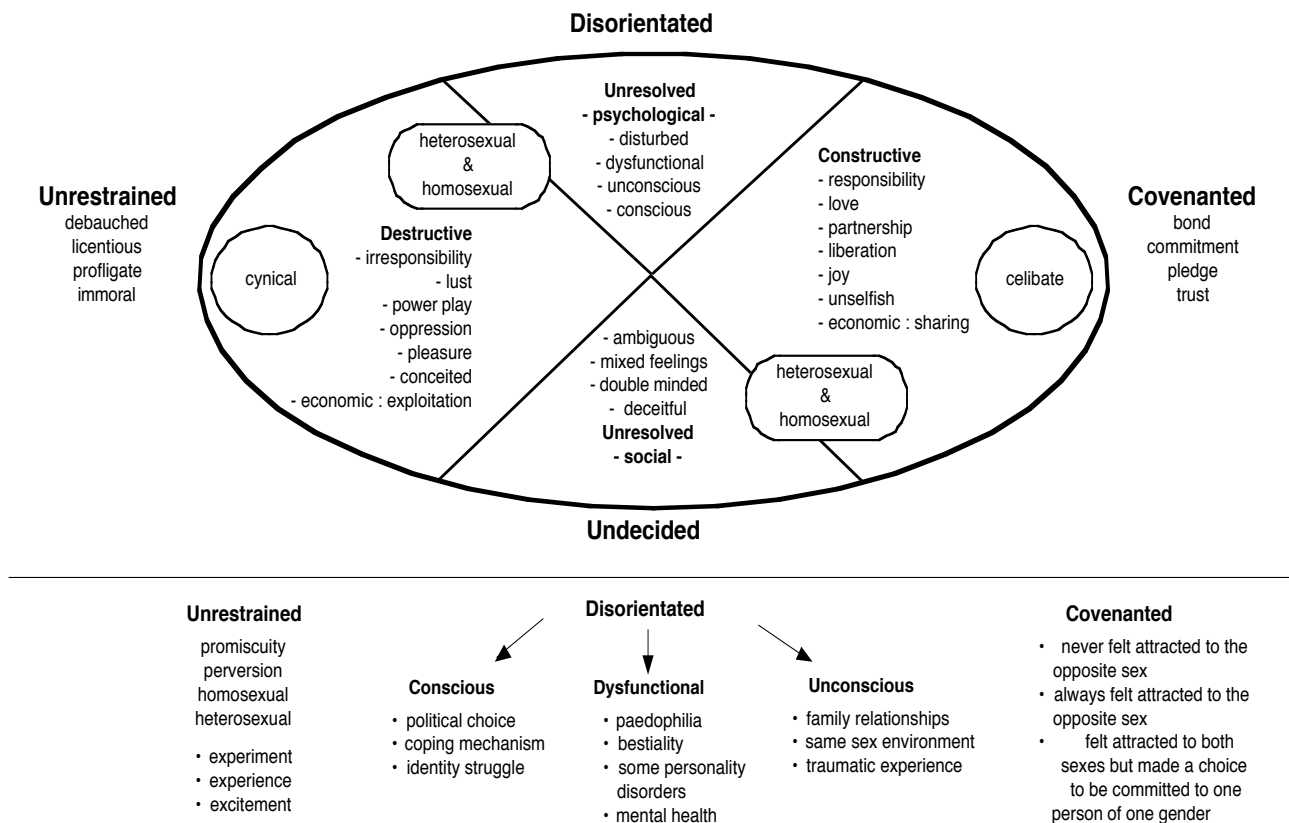 Disorientated
Unresolved
- psychological -
- disturbed
- dysfunctional
- unconscious
- conscious
heterosexual
&
homosexual
Unrestrained
debauched
licentious
profligate
immoral
cynical
Destructive
- irresponsibility
- lust
- power play
- oppression
- pleasure
- conceited
- economic : exploitation
Constructive
- responsibility
- love
- partnership
- liberation
- joy
- unselfish
- economic : sharing
celibate
Covenanted
bond
commitment
pledge
trust
- ambiguous
- mixed feelings
- double minded
- deceitful
Unresolved
- social -
heterosexual
&
homosexual
Undecided
Unrestrained
promiscuity
perversion
homosexual
heterosexual
• experiment
• experience
• excitement
Disorientated
Conscious
• political choice
• coping mechanism
• identity struggle
Dysfunctional
• paedophilia
• bestiality
• some personality
disorders
• mental health
Unconscious
• family relationships
• same sex environment
• traumatic experience
Covenanted
• never felt attracted to the
opposite sex
• always felt attracted to the
opposite sex
• felt attracted to both
sexes but made a choice
to be committed to one
person of one gender